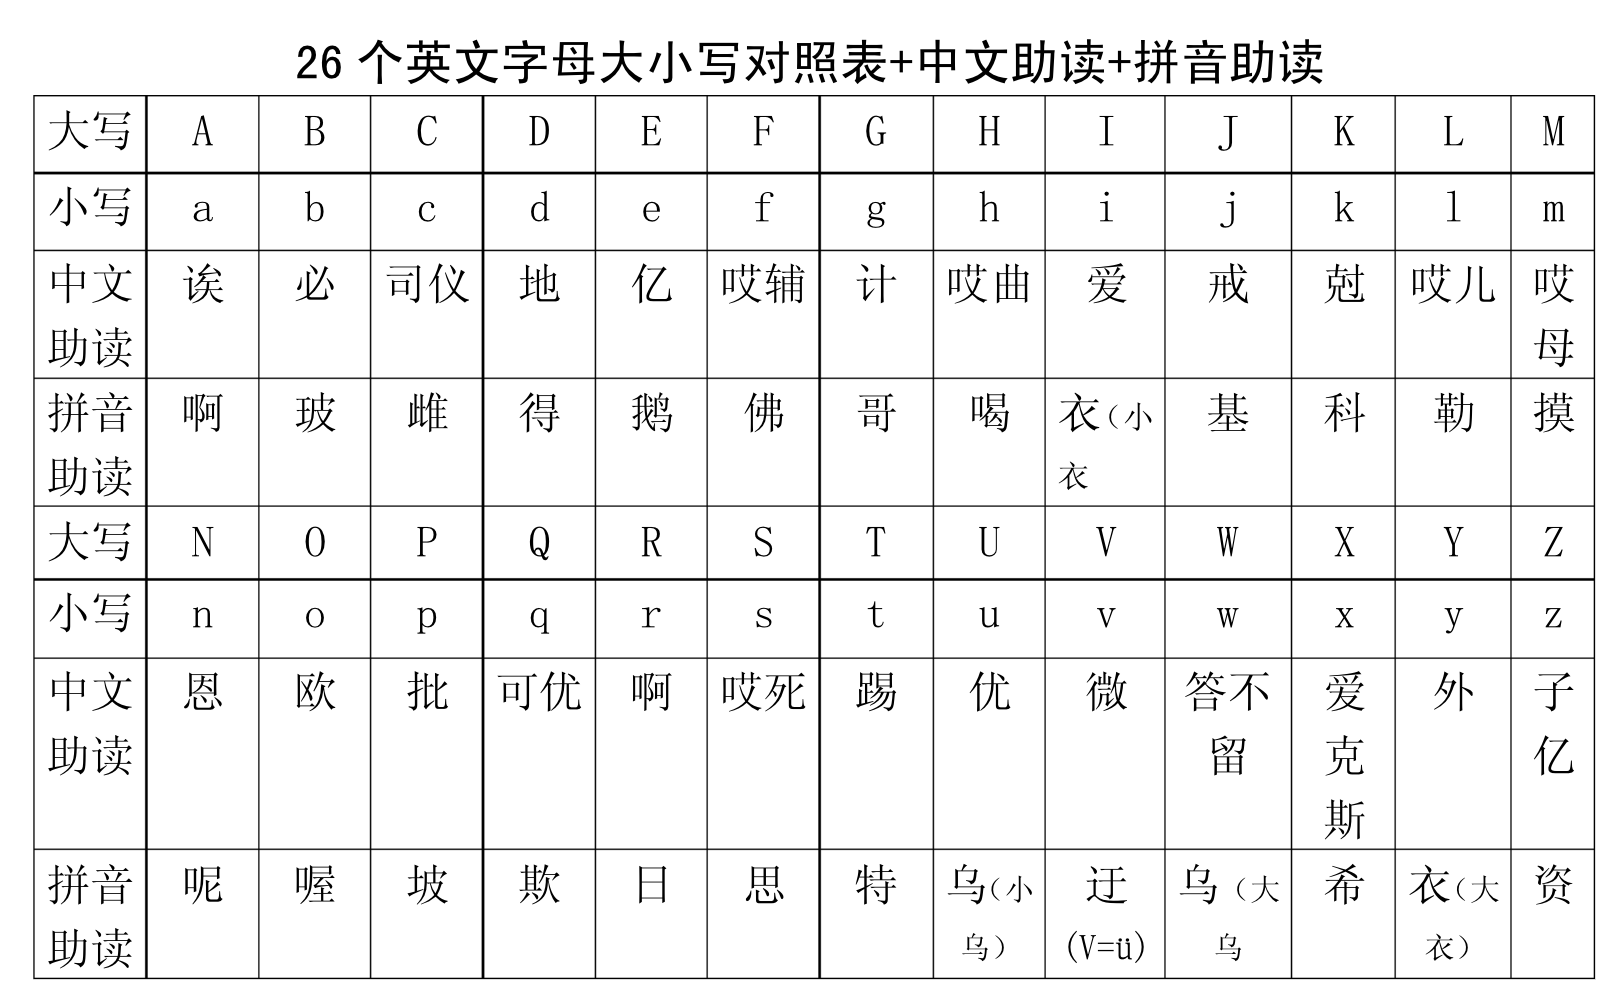 26个英文字母大小写对照表+中文助读+拼音助读
大写 A B C D E F G H I J K L M
小写 a b c d e f g h i j k l m
中文助读 诶 必 司仪 地 亿 哎辅 计 哎曲 爱 戒 尅 哎儿 哎母
拼音助读 啊 玻 雌 得 鹅 佛 哥 喝 衣（小衣 基 科 勒 摸
大写 N O P Q R S T U V W X Y Z
小写 n o p q r s t u v w x y z
中文助读 恩 欧 批 可优 啊 哎死 踢 优 微 答不留 爱克斯 外 子亿
拼音助读 呢 喔 坡 欺 日 思 特 乌（小乌） 迂(V=ü) 乌（大乌 希 衣（大衣） 资